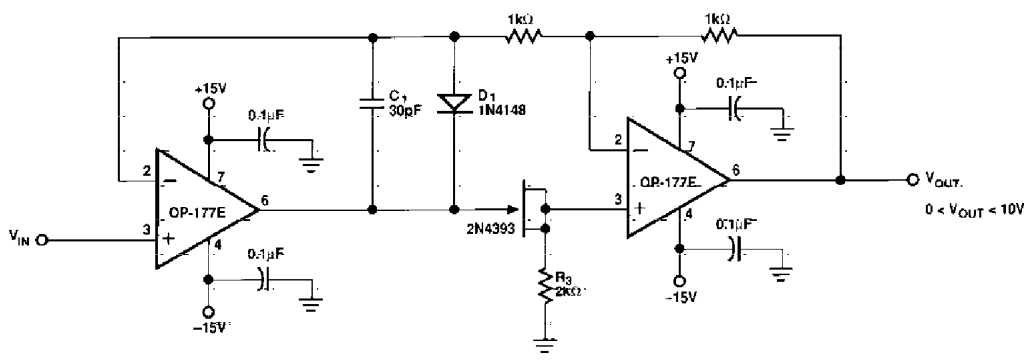 1kΩ
1kΩ
+15V
0.1μF
C1
30pF
D1
1N4148
+15V
0.1μF
2
7
OP-177E
6
3
4
VIN
2N4393
2
7
OP-177E
6
3
4
VOUT
0 < VOUT < 10V
0.1μF
-15V
R3
2kΩ
0.1μF
-15V